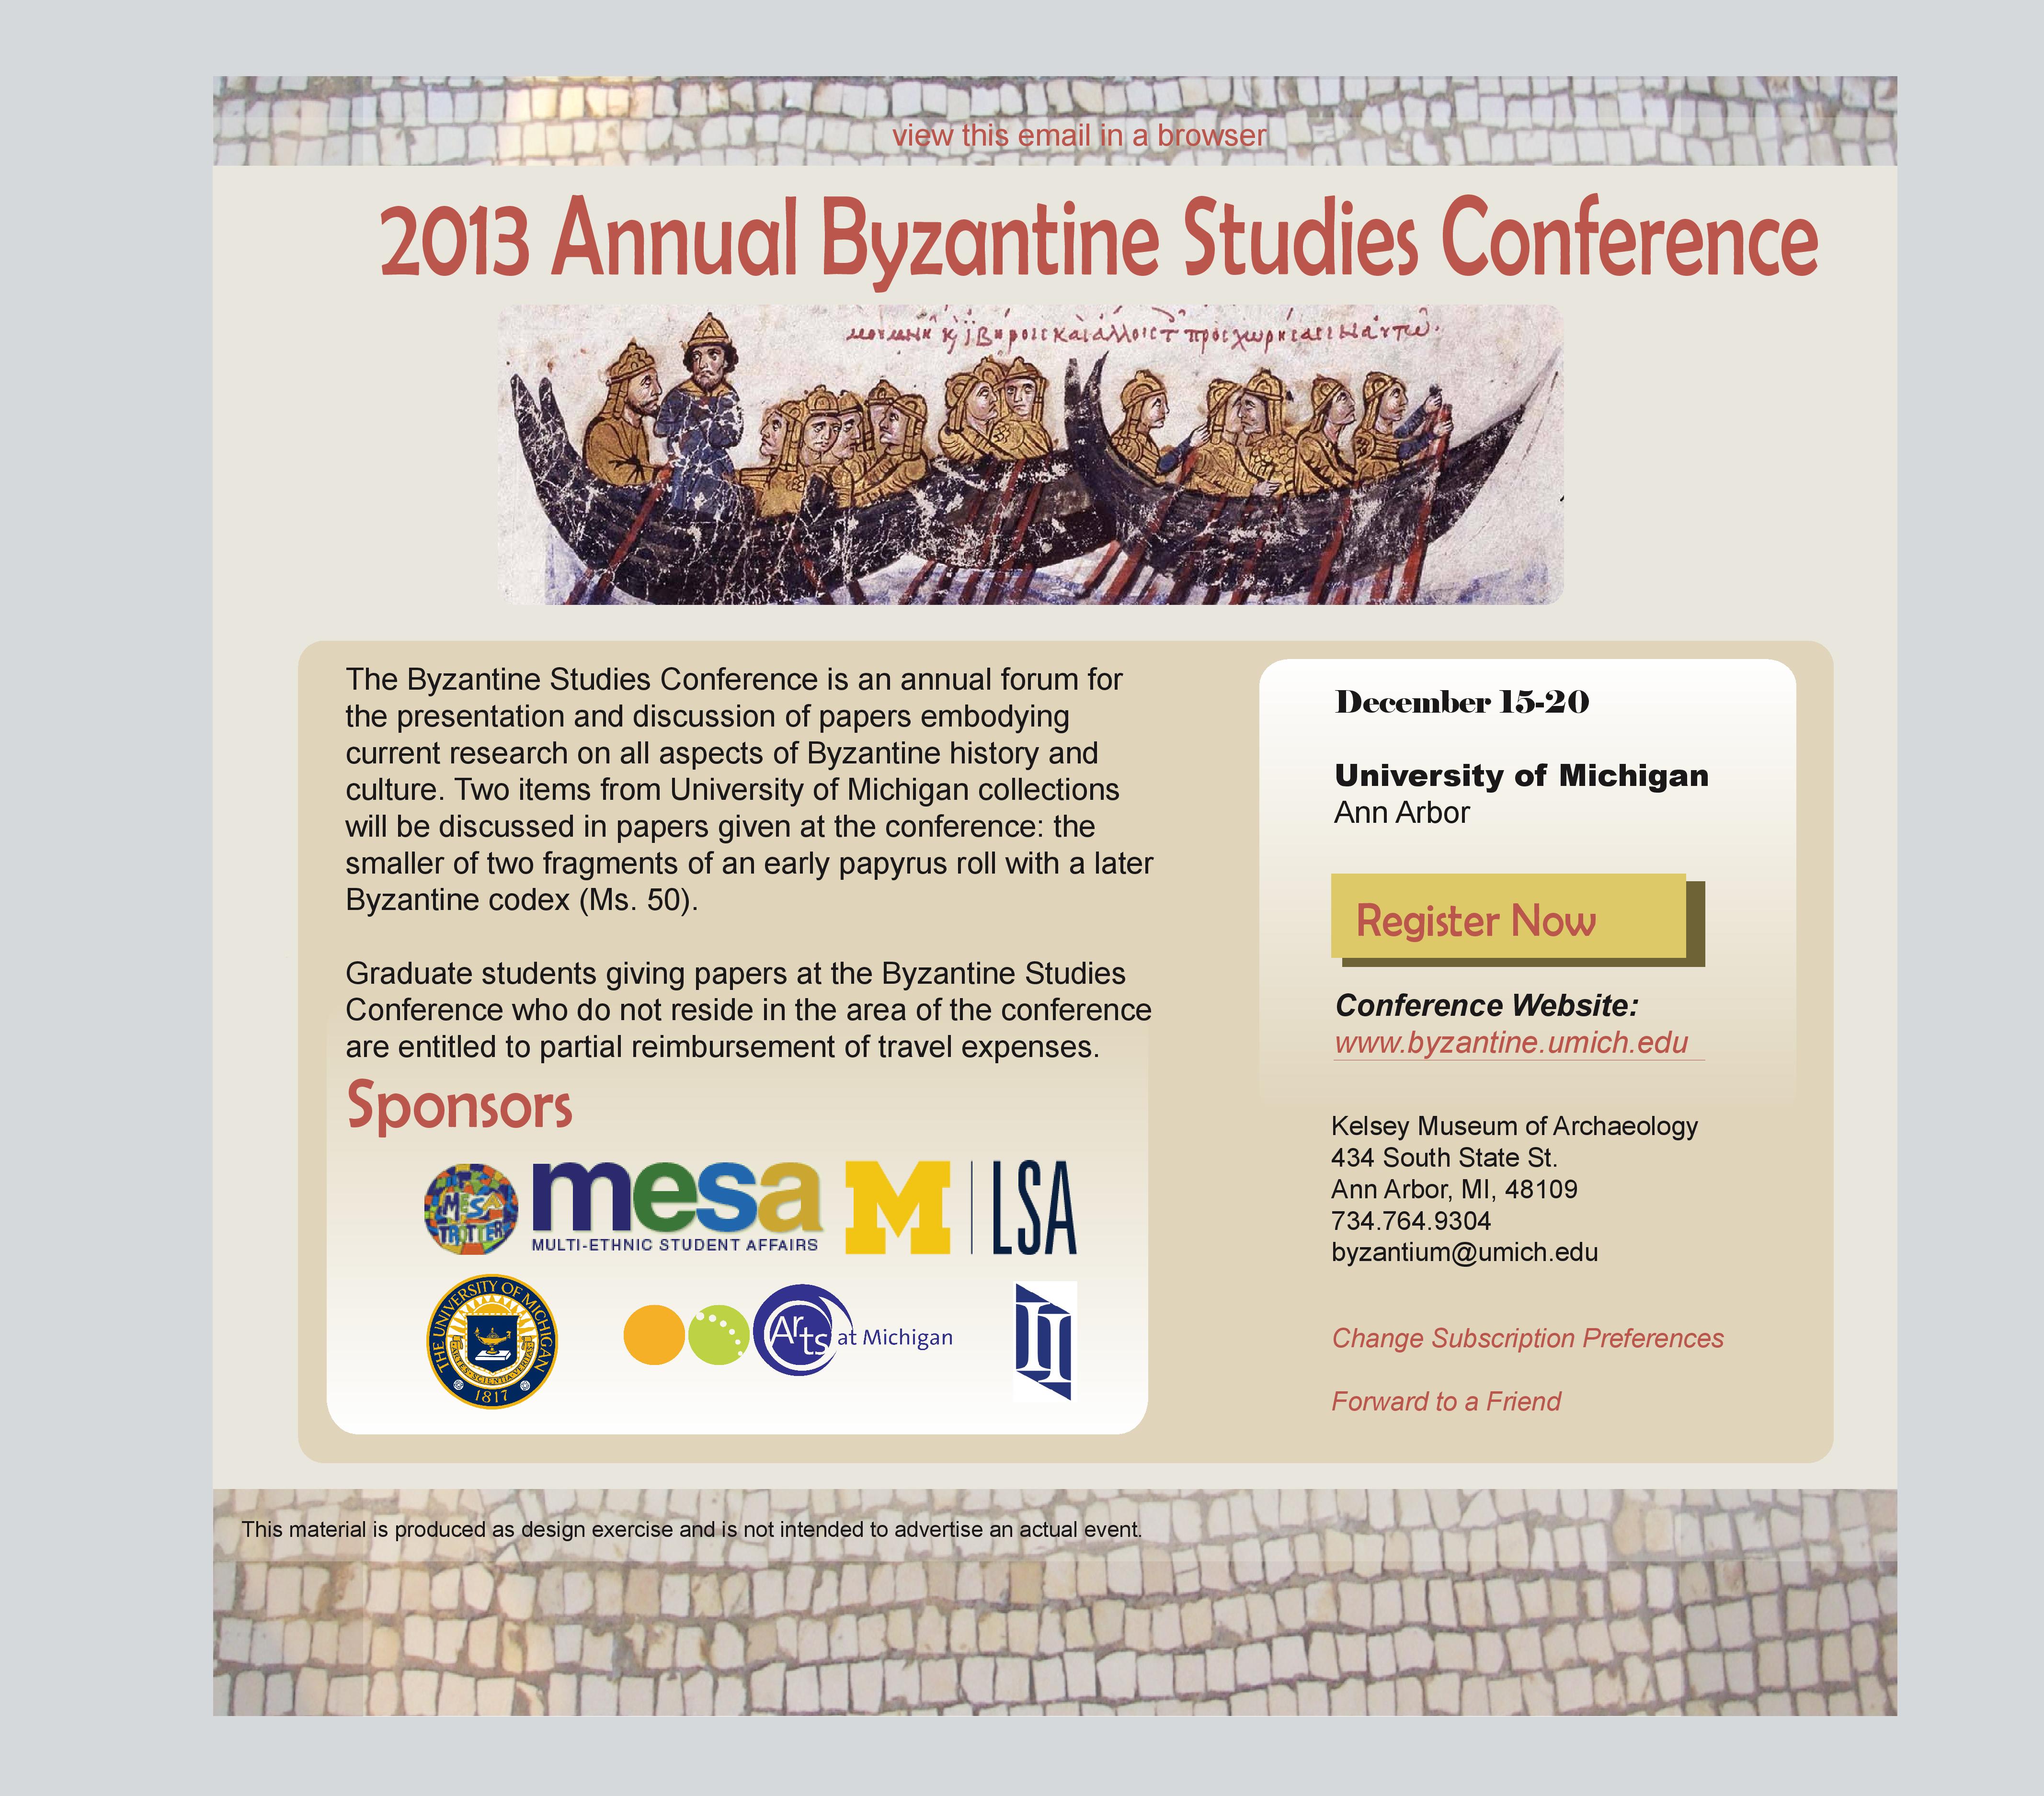 view this email in a browser
2013 Annual Byzantine Studies Conference
The Byzantine Studies Conference is an annual forum for
the presentation and discussion of papers embodying
current research on all aspects of Byzantine history and
culture. Two items from University of Michigan collections
will be discussed in papers given at the conference: the
smaller of two fragments of an early papyrus roll with a later
Byzantine codex (Ms. 50).
Graduate students giving papers at the Byzantine Studies
Conference who do not reside in the area of the conference
are entitled to partial reimbursement of travel expenses.
Sponsors
MESA
TROTTER
mesa
MULTI-ETHNIC STUDENT AFFAIRS
M LSA
THE UNIVERSITY OF MICHIGAN
ARTES SCIENTIA VERITAS
1817
Arts at Michigan
II
December 15-20
University of Michigan
Ann Arbor
Register Now
Conference Website:
www.byzantine.umich.edu
Kelsey Museum of Archaeology
434 South State St.
Ann Arbor, MI, 48109
734.764.9304
byzantium@umich.edu
Change Subscription Preferences
Forward to a Friend
This material is produced as design exercise and is not intended to advertise an actual event.